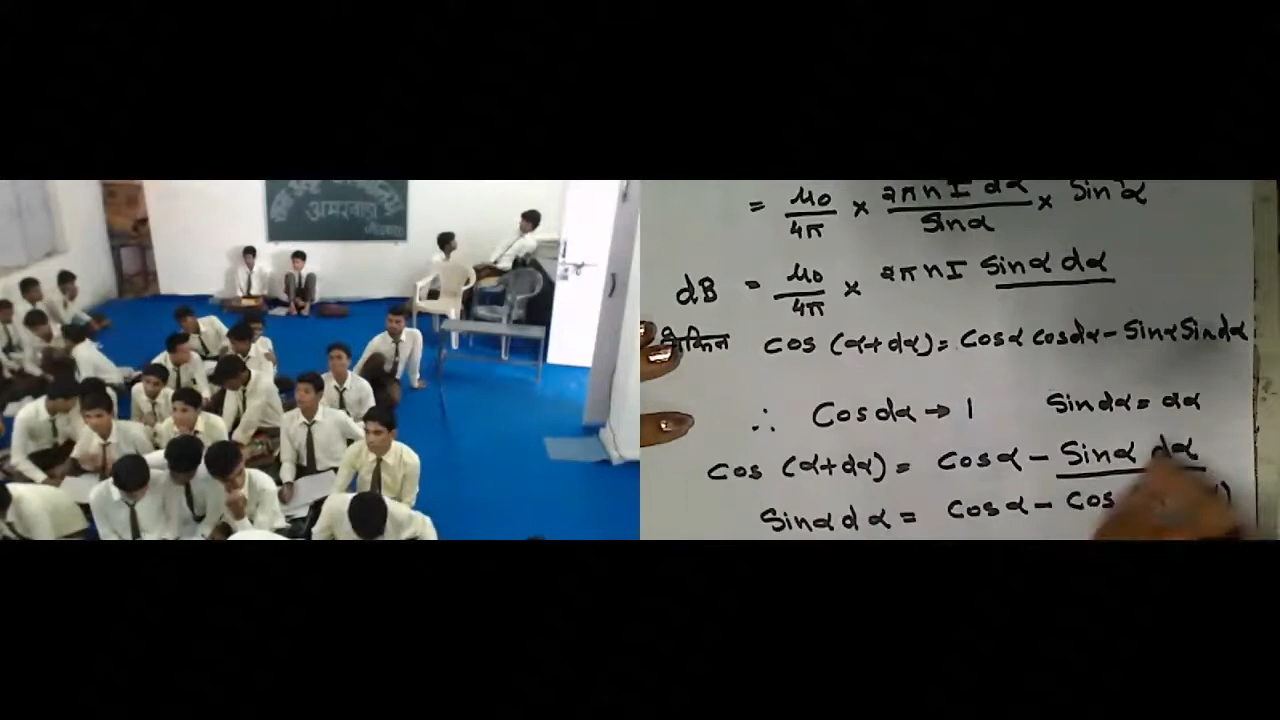 अमरवाड़ा
= μ0/4π × 2πnI dα/Sinα × Sin²α
dB = μ0/4π × 2πnI Sinα dα
लेकिन Cos (α+dα) = Cosα Cosdα - Sinα Sindα
∴ Cosdα → 1 Sindα = dα
Cos (α+dα) = Cosα - Sinα dα
Sinα dα = Cosα - Cos